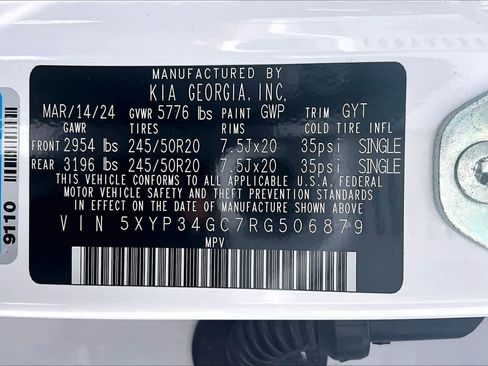 MANUFACTURED BY
KIA GEORGIA, INC.
MAR/14/24 GVWR 5776 lbs PAINT GWP TRIM GYT
GAWR TIRES RIMS COLD TIRE INFL
FRONT 2954 lbs 245/50R20 7.5Jx20 35psi SINGLE
REAR 3196 lbs 245/50R20 7.5Jx20 35psi SINGLE
THIS VEHICLE CONFORMS TO ALL APPLICABLE U.S.A. FEDERAL
MOTOR VEHICLE SAFETY AND THEFT PREVENTION STANDARDS
IN EFFECT ON THE DATE OF MANUFACTURE SHOWN ABOVE.
VIN 5XYP34GC7RG506879
MPV
9110